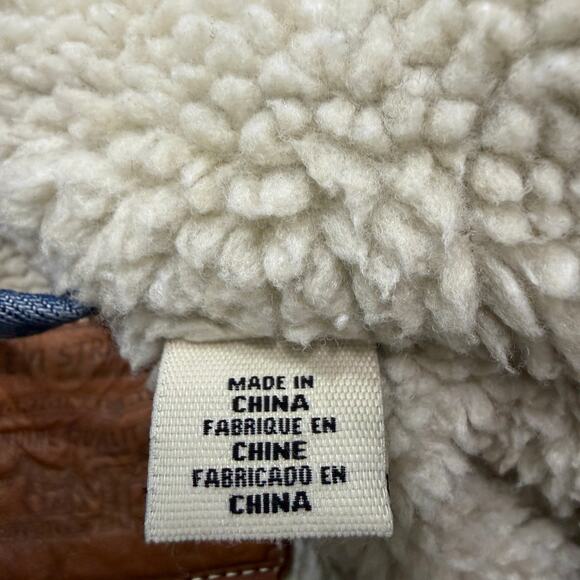 MADE IN
CHINA
FABRIQUE EN
CHINE
FABRICADO EN
CHINA